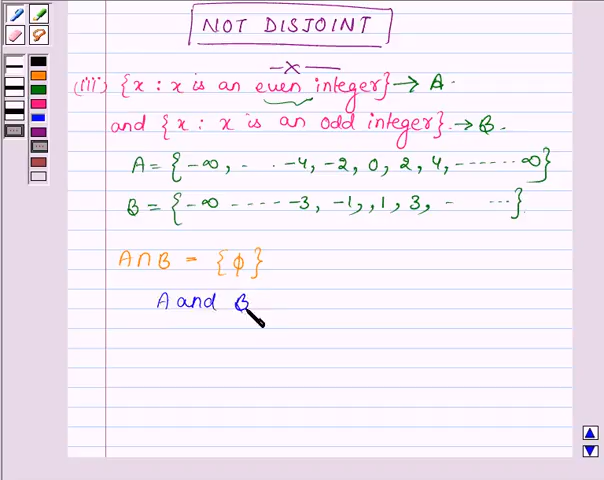 NOT DISJOINT
—x—
(iii) {x : x is an even integer} → A.
and {x : x is an odd integer}. → B.
A = {-∞, . . -4, -2, 0, 2, 4, ------ ∞}
B = {-∞ ----- -3, -1, , 1, 3, - ...}.
A∩B = {ϕ}
A and B